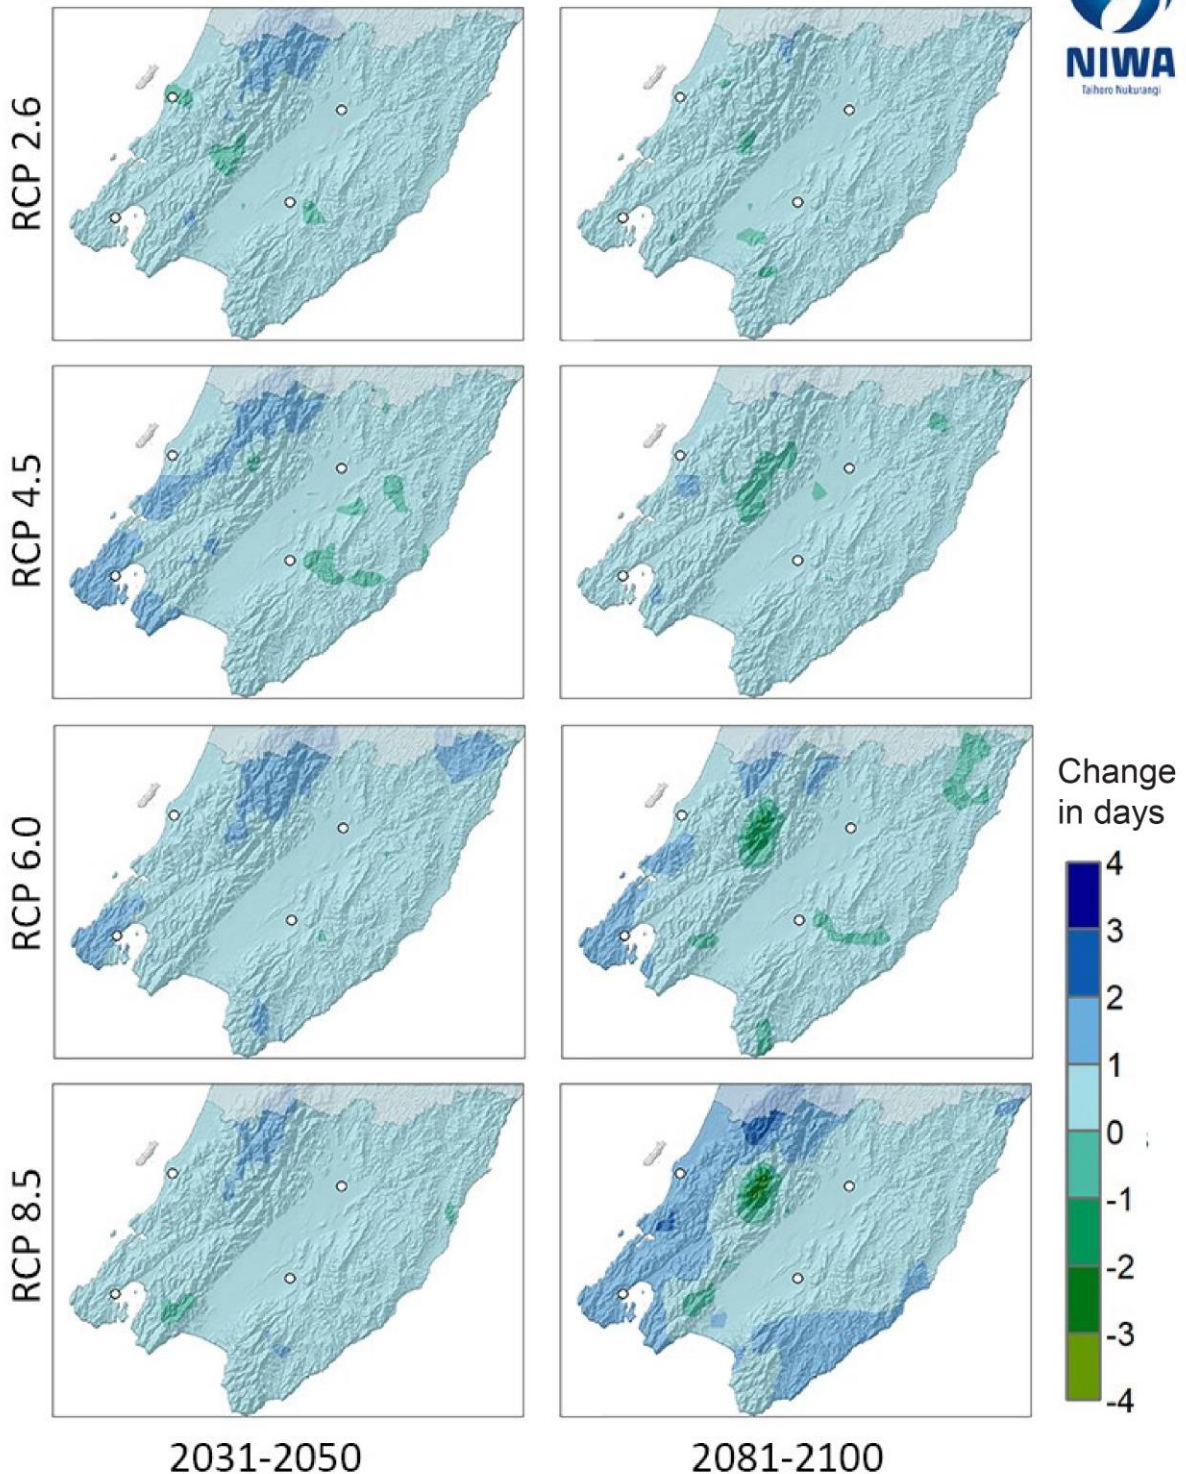 NIWA
Taihoro Nukurangi
RCP 2.6
RCP 4.5
RCP 6.0
RCP 8.5
Change
in days
4
3
2
1
0
-1
-2
-3
-4
2031-2050
2081-2100